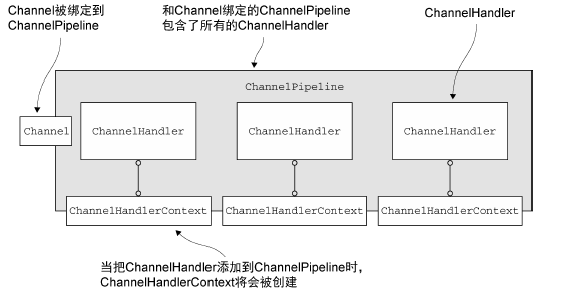 Channel被绑定到
ChannelPipeline
和Channel绑定的ChannelPipeline
包含了所有的ChannelHandler
ChannelHandler
ChannelPipeline
Channel
ChannelHandler
ChannelHandler
ChannelHandler
ChannelHandlerContext
ChannelHandlerContext
ChannelHandlerContext
当把ChannelHandler添加到ChannelPipeline时，
ChannelHandlerContext将会被创建